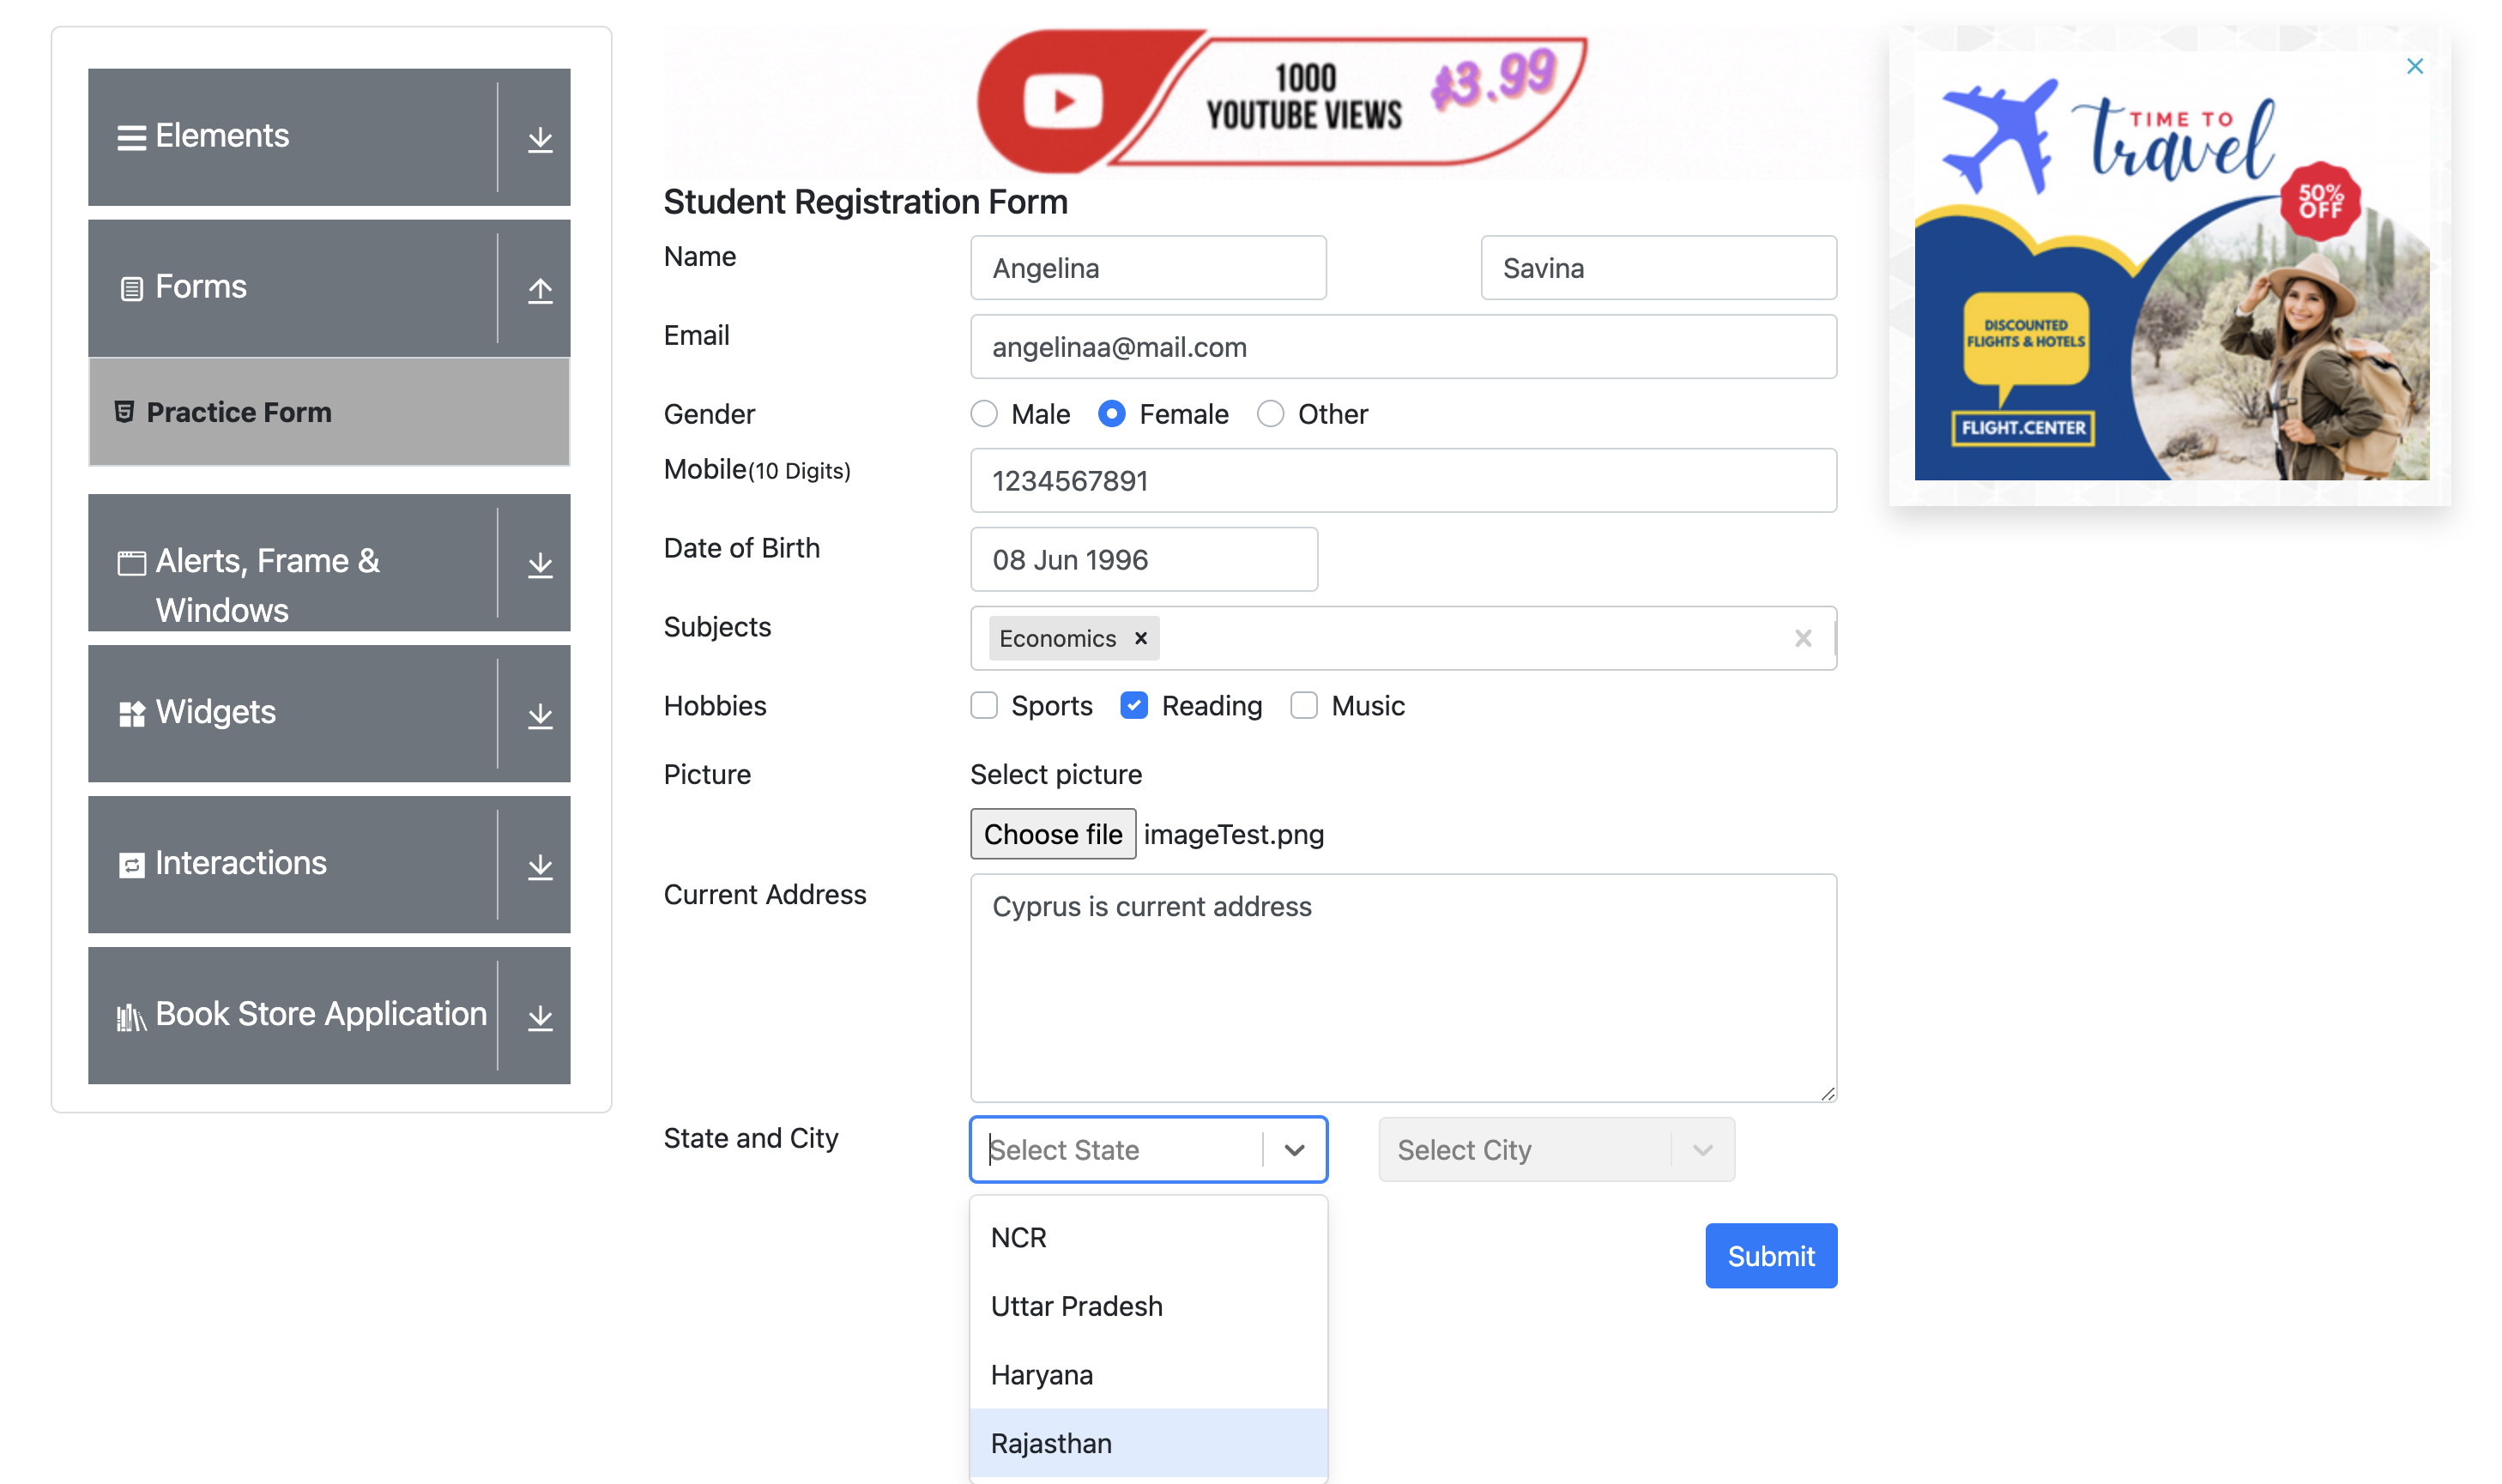 Elements
Forms
Practice Form
Alerts, Frame &
Windows
Widgets
Interactions
Book Store Application
1000
YOUTUBE VIEWS
$3.99
Student Registration Form
Name
Angelina
Savina
Email
angelinaa@mail.com
Gender
Male
Female
Other
Mobile(10 Digits)
1234567891
Date of Birth
08 Jun 1996
Subjects
Economics
Hobbies
Sports
Reading
Music
Picture
Select picture
Choose file imageTest.png
Current Address
Cyprus is current address
State and City
Select State
Select City
NCR
Uttar Pradesh
Haryana
Rajasthan
Submit
TIME TO
travel
50%
OFF
DISCOUNTED
FLIGHTS & HOTELS
FLIGHT.CENTER